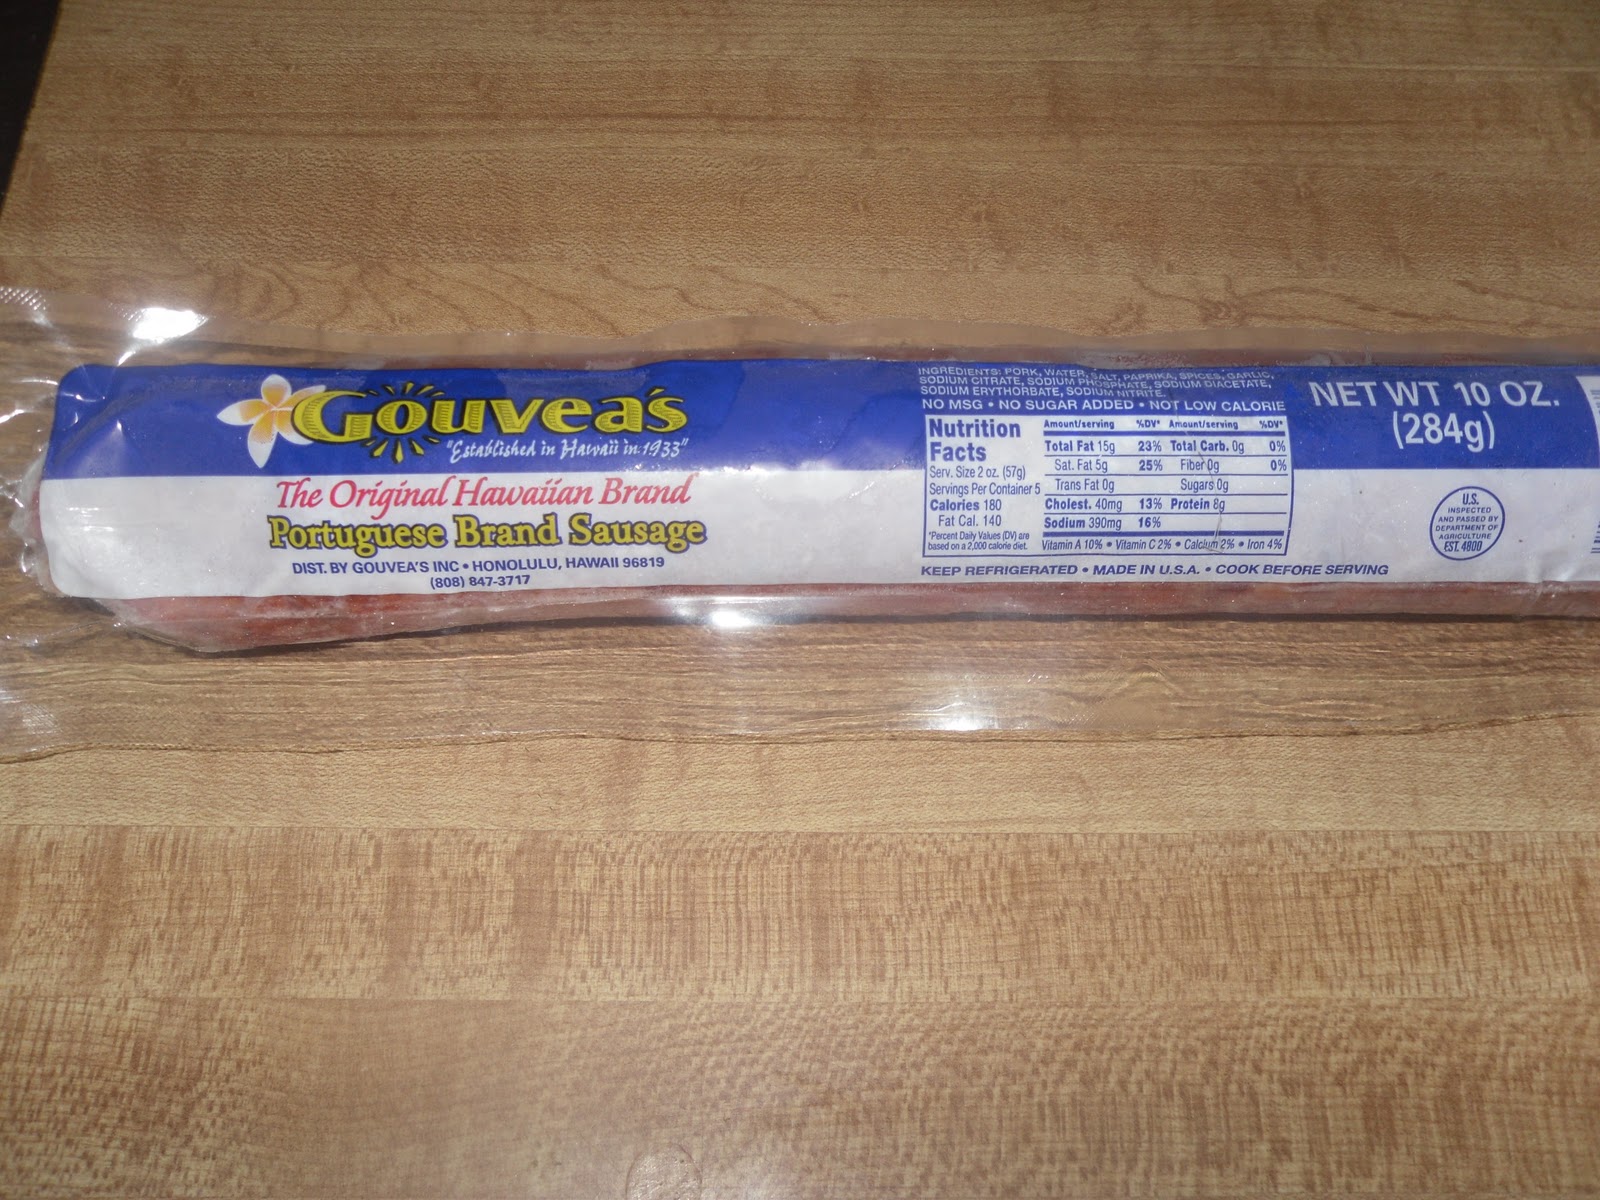 Gouvea's
"Established in Hawaii in 1933"
The Original Hawaiian Brand
Portuguese Brand Sausage
DIST. BY GOUVEA'S INC • HONOLULU, HAWAII 96819
(808) 847-3717
INGREDIENTS: PORK, WATER, SALT, PAPRIKA, SPICES, GARLIC,
SODIUM CITRATE, SODIUM PHOSPHATE, SODIUM DIACETATE,
SODIUM ERYTHORBATE, SODIUM NITRITE.
NO MSG • NO SUGAR ADDED • NOT LOW CALORIE
Nutrition
Facts
Serv. Size 2 oz. (57g)
Servings Per Container 5
Calories 180
Fat Cal. 140
*Percent Daily Values (DV) are
based on a 2,000 calorie diet.
Amount/serving %DV* Amount/serving %DV*
Total Fat 15g 23% Total Carb. 0g 0%
Sat. Fat 5g 25% Fiber 0g 0%
Trans Fat 0g Sugars 0g
Cholest. 40mg 13% Protein 8g
Sodium 390mg 16%
Vitamin A 10% • Vitamin C 2% • Calcium 2% • Iron 4%
KEEP REFRIGERATED • MADE IN U.S.A. • COOK BEFORE SERVING
NET WT 10 OZ.
(284g)
U.S.
INSPECTED
AND PASSED BY
DEPARTMENT OF
AGRICULTURE
EST. 4800